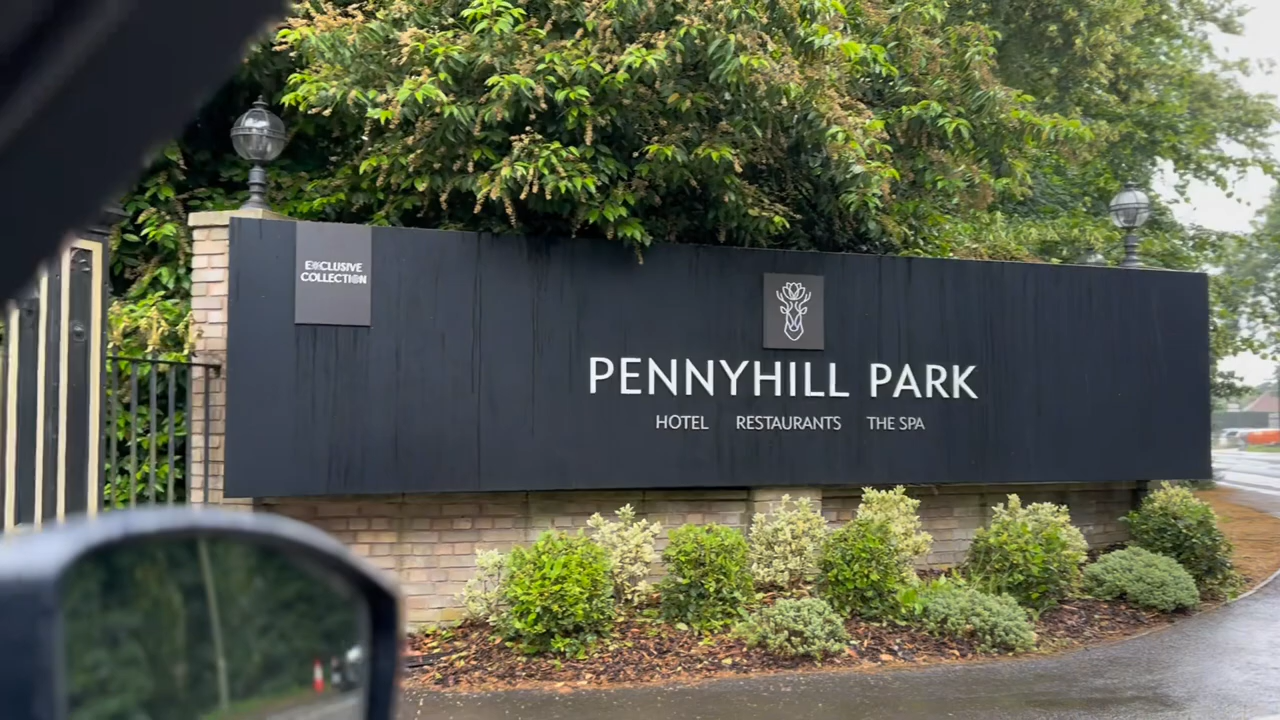 EXCLUSIVE
COLLECTION
PENNYHILL PARK
HOTEL RESTAURANTS THE SPA